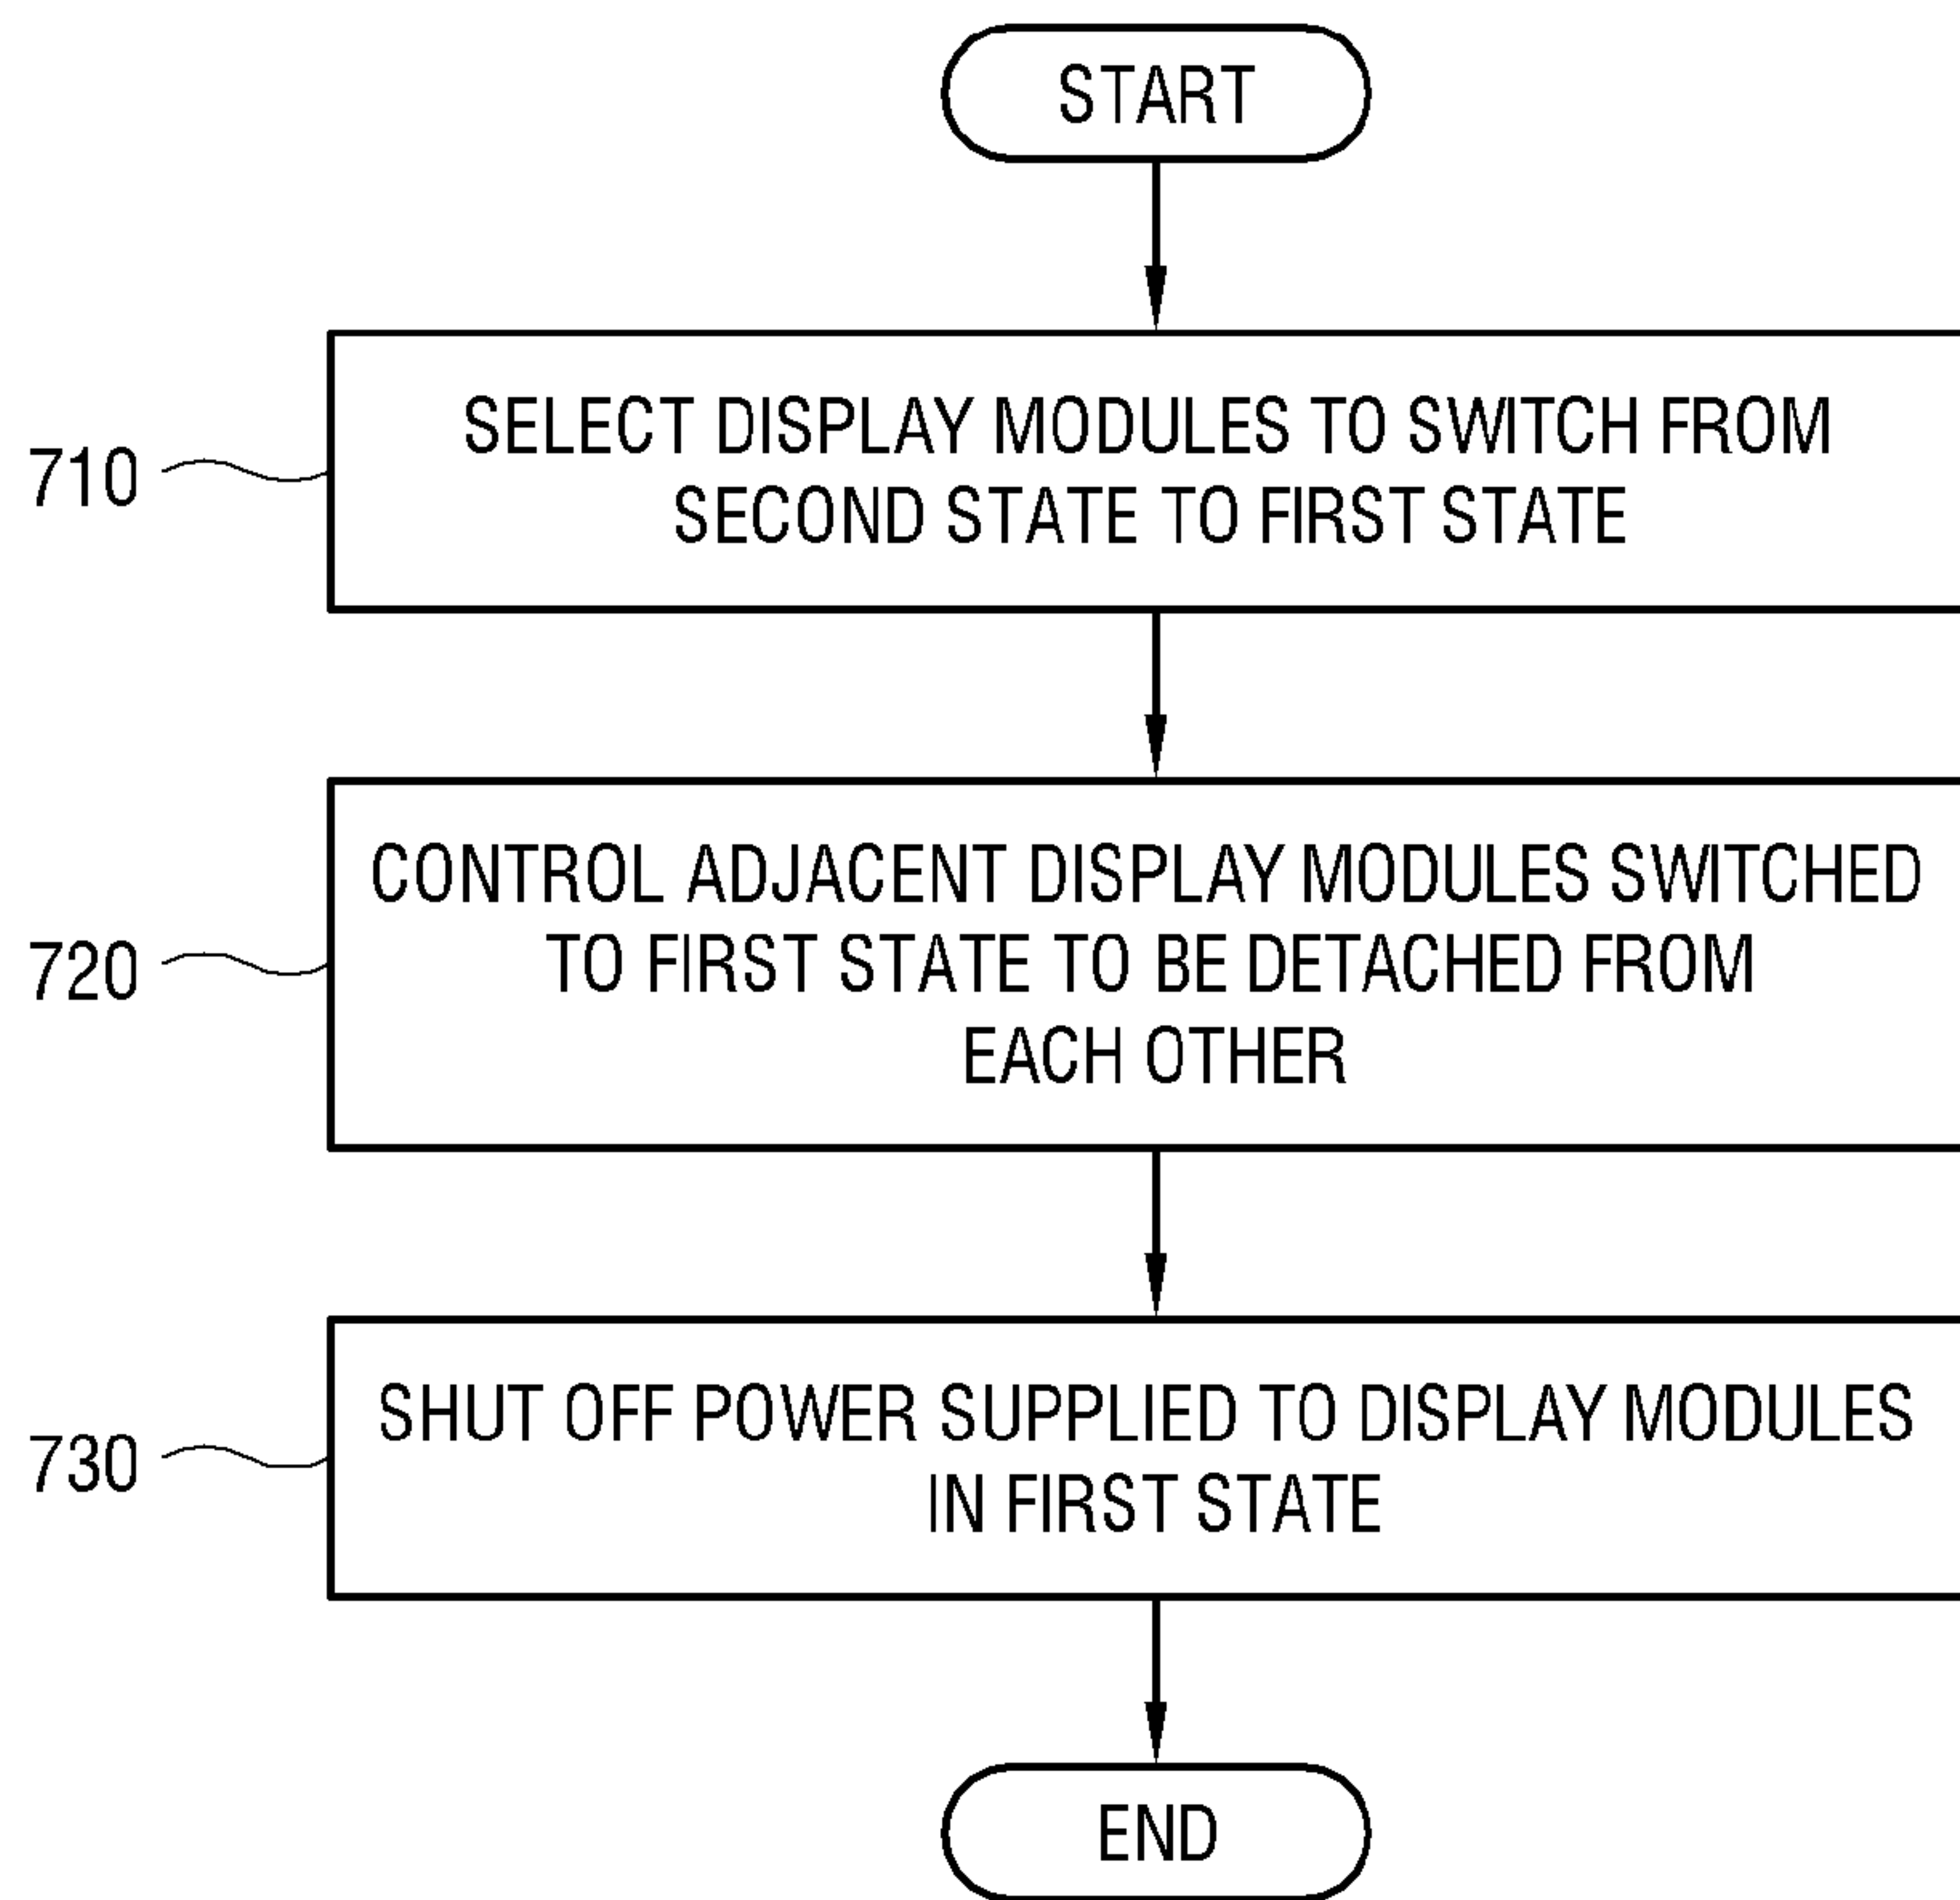 START
710
SELECT DISPLAY MODULES TO SWITCH FROM
SECOND STATE TO FIRST STATE
720
CONTROL ADJACENT DISPLAY MODULES SWITCHED
TO FIRST STATE TO BE DETACHED FROM
EACH OTHER
730
SHUT OFF POWER SUPPLIED TO DISPLAY MODULES
IN FIRST STATE
END